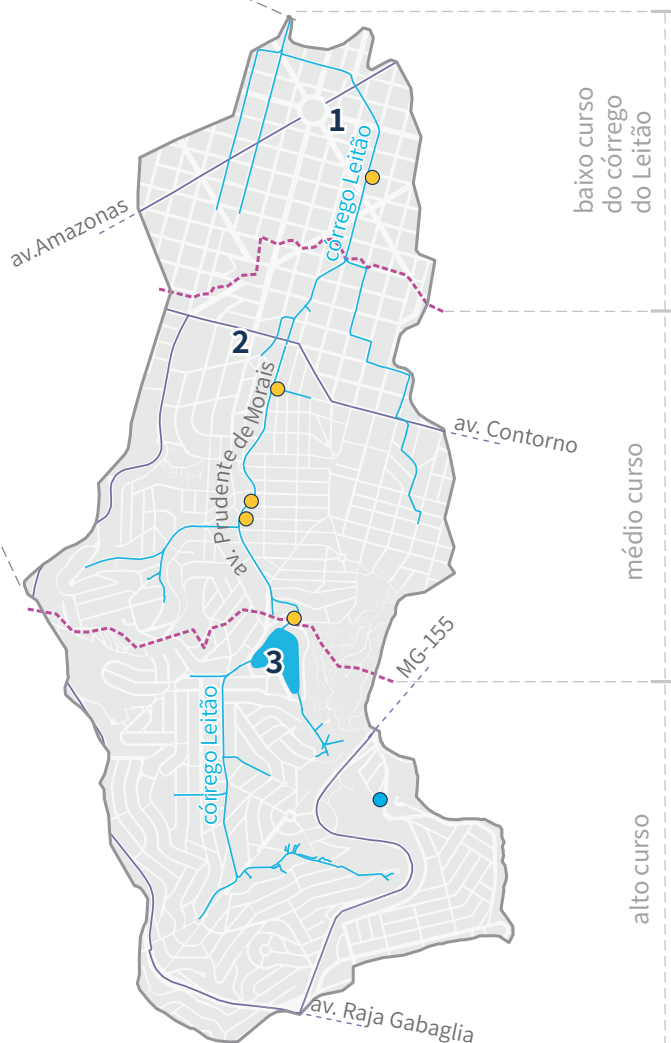 1
córrego Leitão
av.Amazonas
baixo curso
do córrego
do Leitão
2
av. Prudente de Morais
av. Contorno
médio curso
3
MG-155
córrego Leitão
alto curso
av. Raja Gabaglia